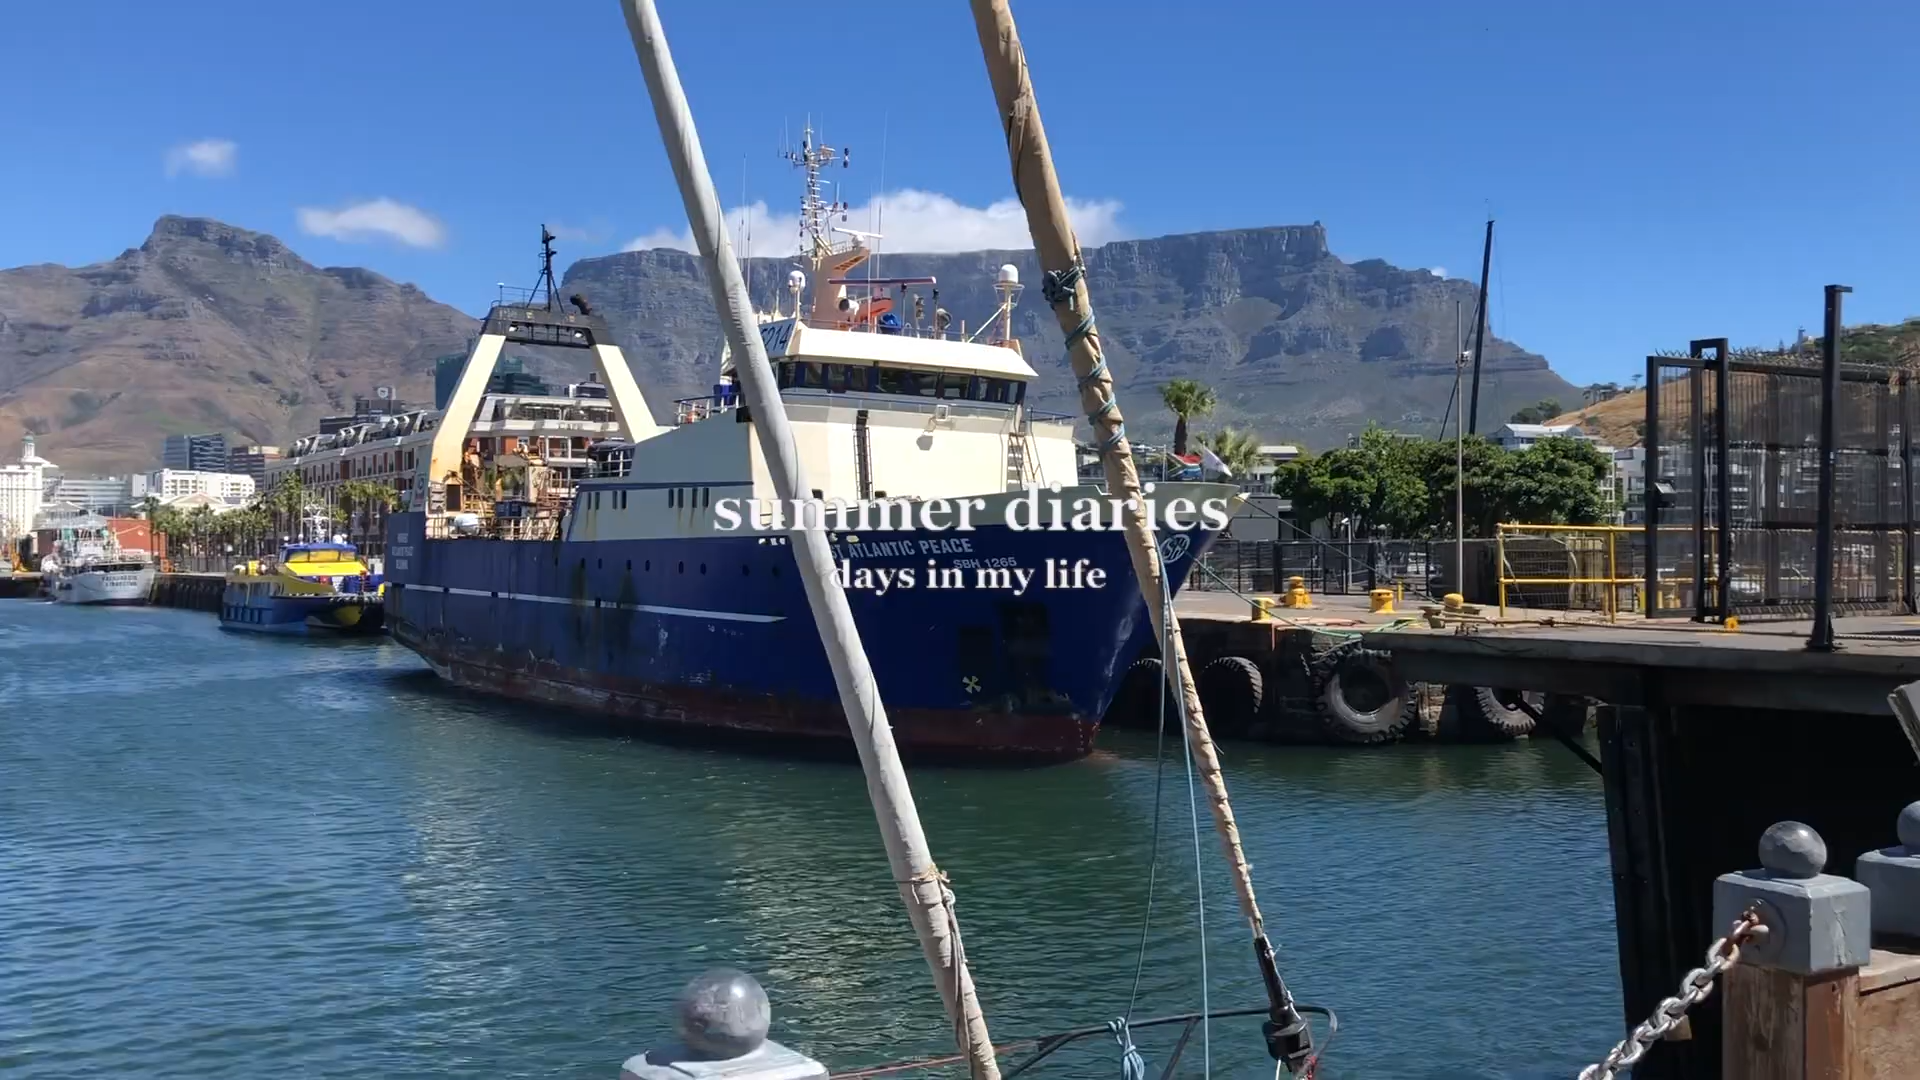 summer diaries
ATLANTIC PEACE
SBH 1265
days in my life